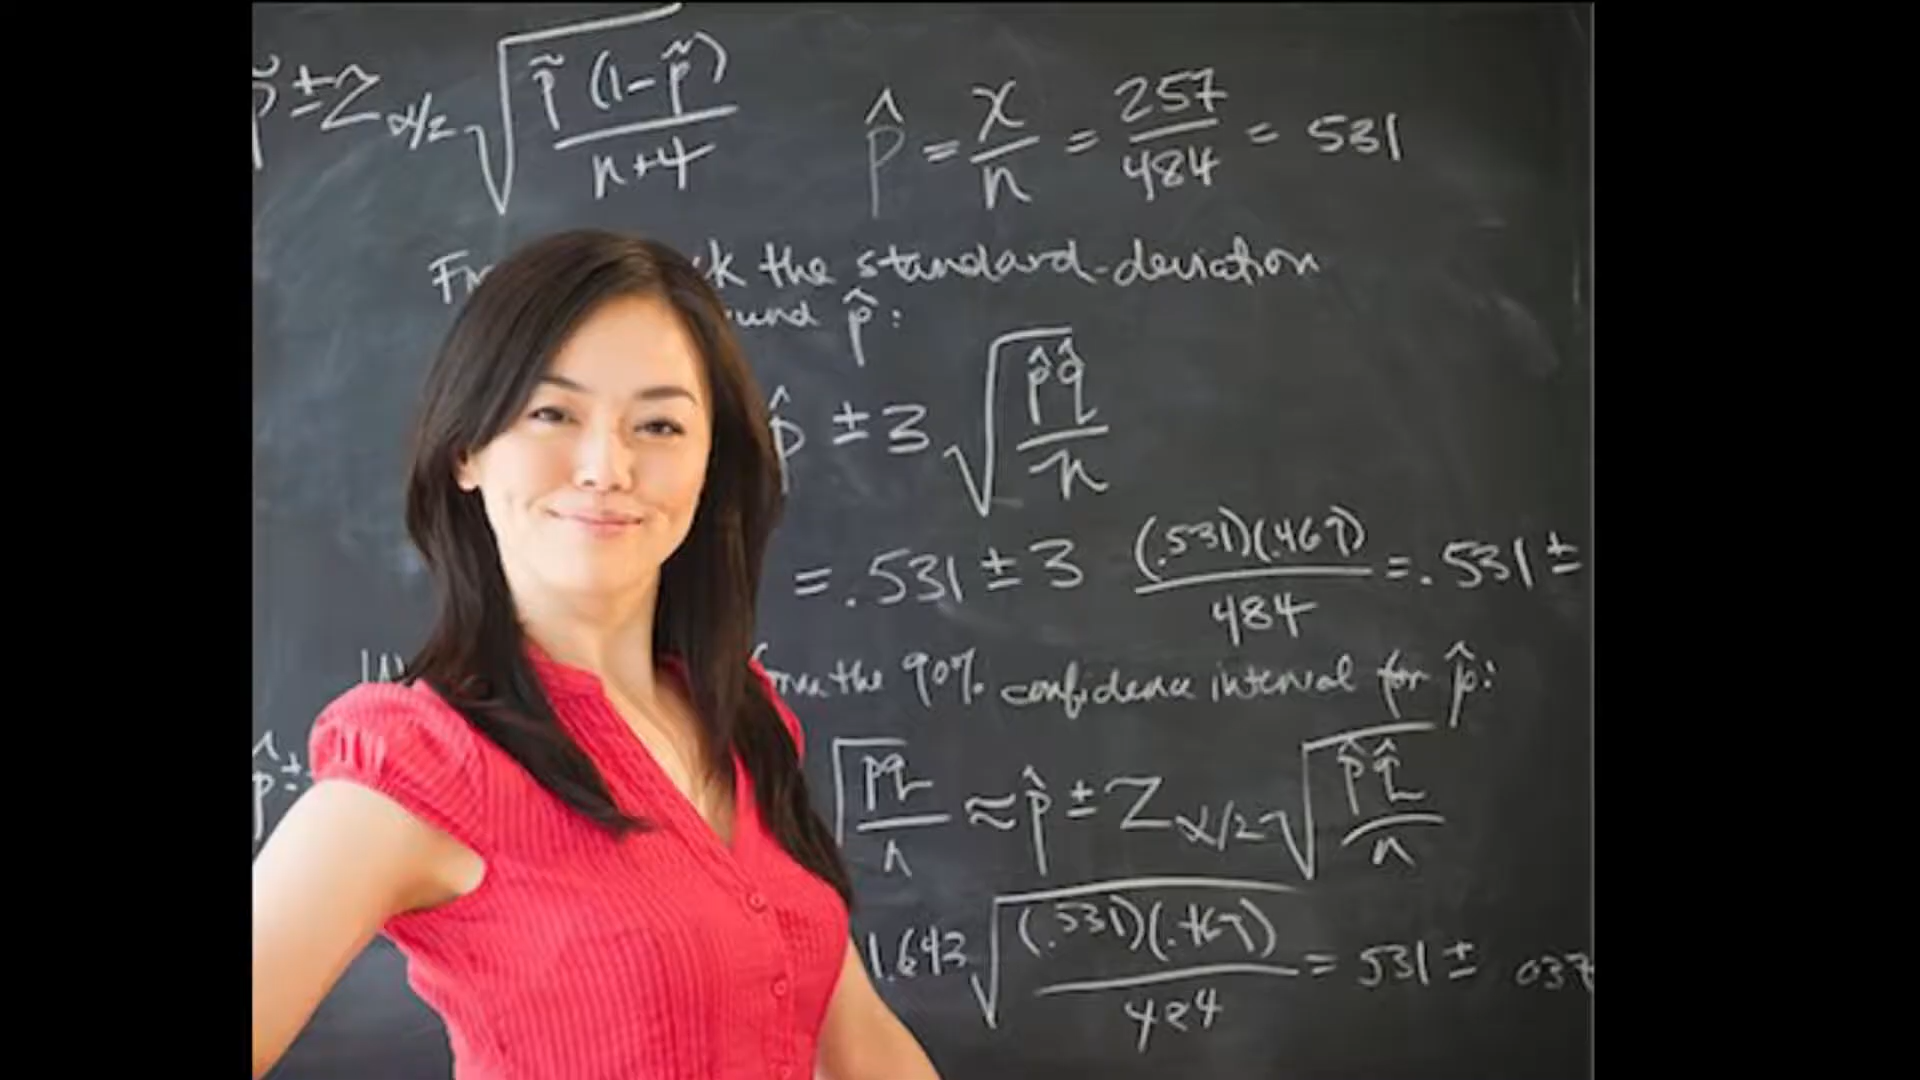 p̃ ± Z α/2 √ p̃ (1-p̃) / n+4
p̂ = x/n = 257/484 = 531
the standard-deviation
p̂:
p̂ ± 3 √ p̂q̂ / n
= .531 ± 3 (.531)(.469) / 484 = .531 ±
the 90% confidence interval for p̂:
p̂ ± √ pq / n ≈ p̂ ± Z α/2 √ p̂q̂ / n
1.643 √ (.531)(.469) / 484 = 531 ± 037